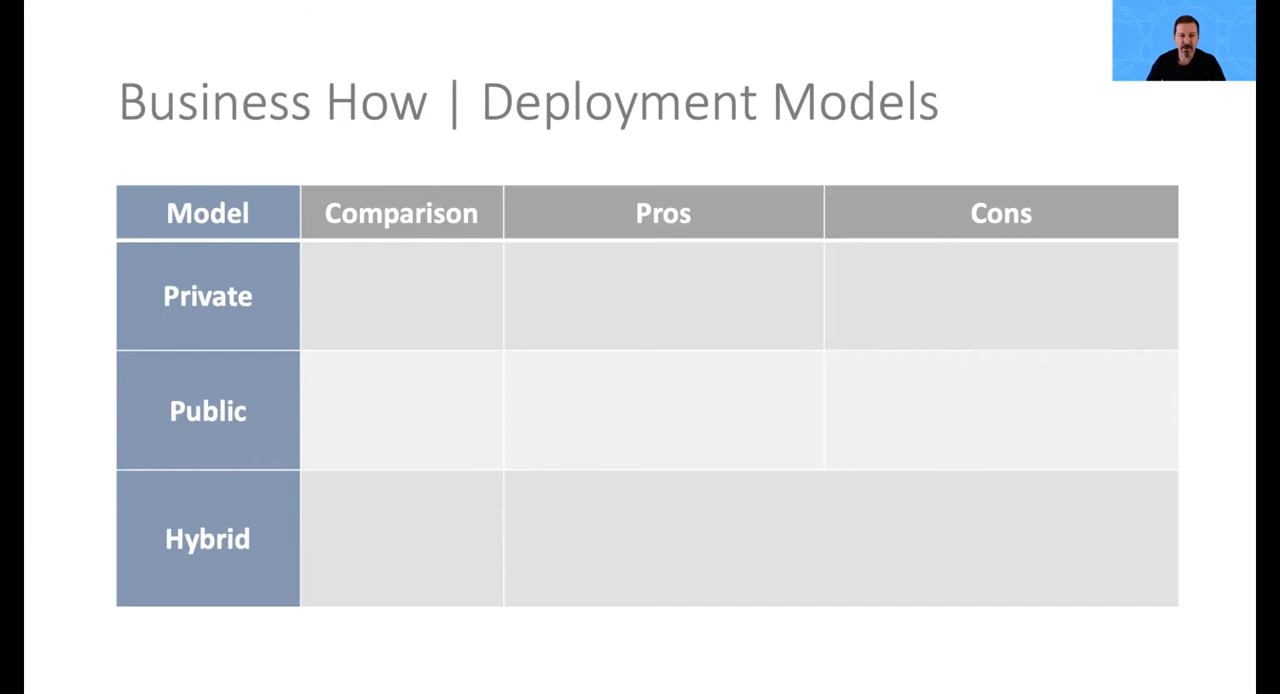 Business How | Deployment Models
Model Comparison Pros Cons
Private
Public
Hybrid